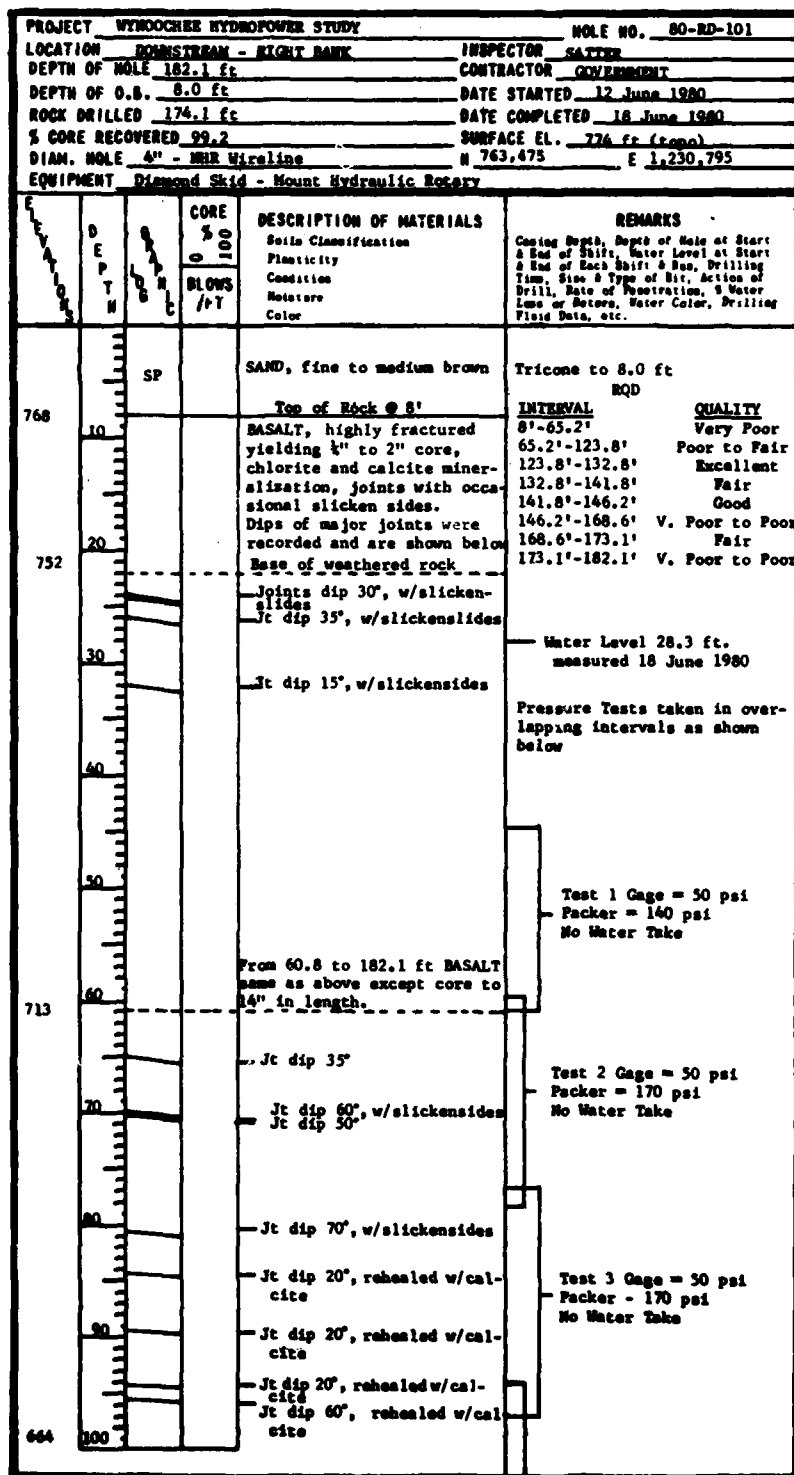 PROJECT WYNOOCHEE HYDROPOWER STUDY HOLE NO. 80-RD-101
LOCATION DOWNSTREAM - RIGHT BANK INSPECTOR SATTER
DEPTH OF HOLE 182.1 ft CONTRACTOR GOVERNMENT
DEPTH OF O.B. 8.0 ft DATE STARTED 12 June 1980
ROCK DRILLED 174.1 ft DATE COMPLETED 18 June 1980
% CORE RECOVERED 99.2 SURFACE EL. 776 ft (topo)
DIAM. HOLE 4" - NHR Wireline N 763,475 E 1,230,795
EQUIPMENT Diamond Skid - Mount Hydraulic Rotary
ELEVATIONS
DEPTH
GRAPHIC LOG
CORE
%
0 100
BLOWS
/FT
DESCRIPTION OF MATERIALS
Soils Classification
Plasticity
Condition
Moisture
Color
REMARKS
Casing Depth, Depth of Hole at Start
& End of Shift, Water Level at Start
& End of Each Shift & Run, Drilling
Time, Size & Type of Bit, Action of
Drill, Rate of Penetration, % Water
Loss or Return, Water Color, Drilling
Fluid Data, etc.
SP
SAND, fine to medium brown
Tricone to 8.0 ft
RQD
768
Top of Rock @ 8'
INTERVAL QUALITY
8'-65.2' Very Poor
65.2'-123.8' Poor to Fair
123.8'-132.8' Excellent
132.8'-141.8' Fair
141.8'-146.2' Good
146.2'-168.6' V. Poor to Poor
168.6'-173.1' Fair
173.1'-182.1' V. Poor to Poor
10
BASALT, highly fractured
yielding ¼" to 2" core,
chlorite and calcite miner-
alization, joints with occa-
sional slicken sides.
Dips of major joints were
recorded and are shown below
20
752
Base of weathered rock
Joints dip 30°, w/slicken-
slides
Jt dip 35°, w/slickenslides
Water Level 28.3 ft.
measured 18 June 1980
30
Jt dip 15°, w/slickensides
Pressure Tests taken in over-
lapping intervals as shown
below
40
50
Test 1 Gage = 50 psi
Packer = 140 psi
No Water Take
From 60.8 to 182.1 ft BASALT
same as above except core to
14" in length.
60
713
Jt dip 35°
Test 2 Gage = 50 psi
Packer = 170 psi
No Water Take
70
Jt dip 60°, w/slickensides
Jt dip 50°
80
Jt dip 70°, w/slickensides
Jt dip 20°, rehealed w/cal-
cite
Test 3 Gage = 50 psi
Packer - 170 psi
No Water Take
90
Jt dip 20°, rehealed w/cal-
cite
Jt dip 20°, rehealed w/cal-
cite
Jt dip 60°, rehealed w/cal
cite
664
100